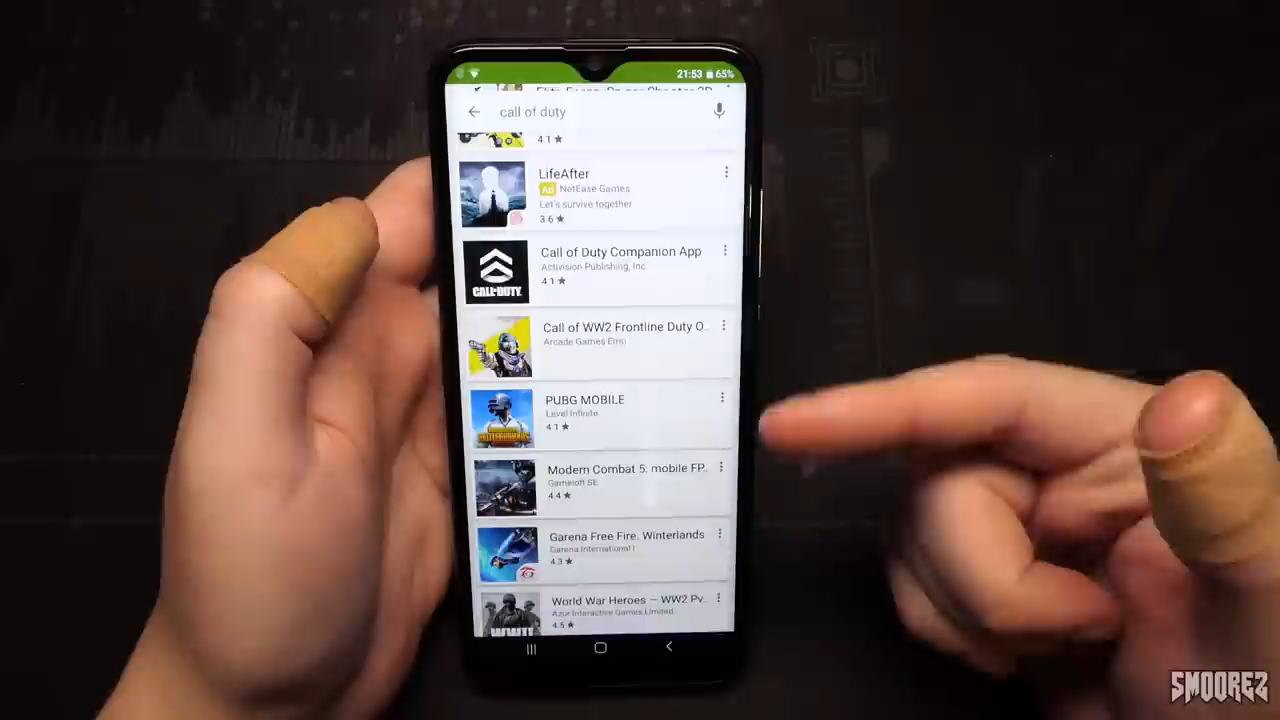 21:53 65%
call of duty
4.1★
LifeAfter
Ad NetEase Games
Let's survive together
3.6★
Call of Duty Companion App
Activision Publishing, Inc.
4.1★
CALL OF DUTY
Call of WW2 Frontline Duty O..
Arcade Games Elmi
PUBG MOBILE
Level Infinite
4.1★
Modern Combat 5: mobile FP..
Gameloft SE
4.4★
Garena Free Fire: Winterlands
Garena International I
4.3★
World War Heroes — WW2 Pv..
Azur Interactive Games Limited
4.5★
SMOOREZ